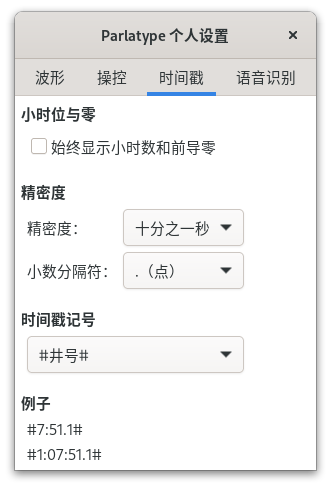 Parlatype 个人设置
波形 操控 时间戳 语音识别
小时位与零
始终显示小时数和前导零
精密度
精密度： 十分之一秒
小数分隔符： .（点）
时间戳记号
#井号#
例子
#7:51.1#
#1:07:51.1#